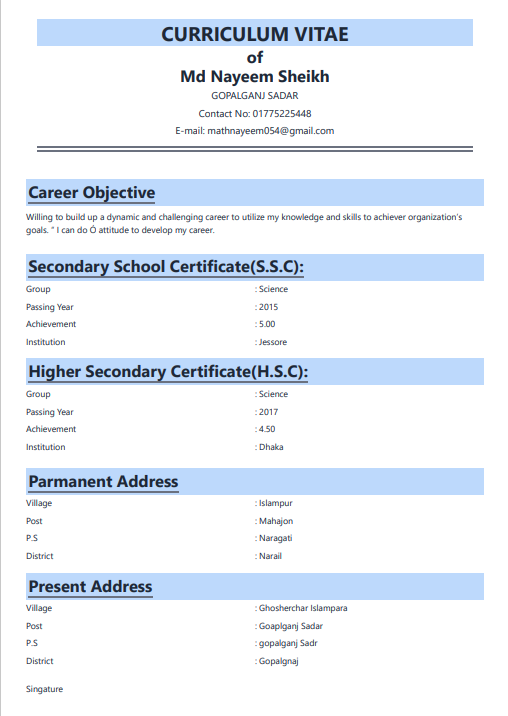 CURRICULUM VITAE
of
Md Nayeem Sheikh
GOPALGANJ SADAR
Contact No: 01775225448
E-mail: mathnayeem054@gmail.com
Career Objective
Willing to build up a dynamic and challenging career to utilize my knowledge and skills to achiever organization's
goals. " I can do Ó attitude to develop my career.
Secondary School Certificate(S.S.C):
Group : Science
Passing Year : 2015
Achievement : 5.00
Institution : Jessore
Higher Secondary Certificate(H.S.C):
Group : Science
Passing Year : 2017
Achievement : 4.50
Institution : Dhaka
Parmanent Address
Village : Islampur
Post : Mahajon
P.S : Naragati
District : Narail
Present Address
Village : Ghosherchar Islampara
Post : Goaplganj Sadar
P.S : gopalganj Sadr
District : Gopalgnaj
Singature